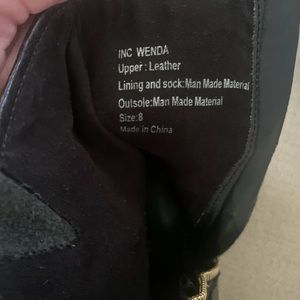 INC WENDA
Upper : Leather
Lining and sock:Man Made Material
Outsole:Man Made Material
Size:8
Made in China